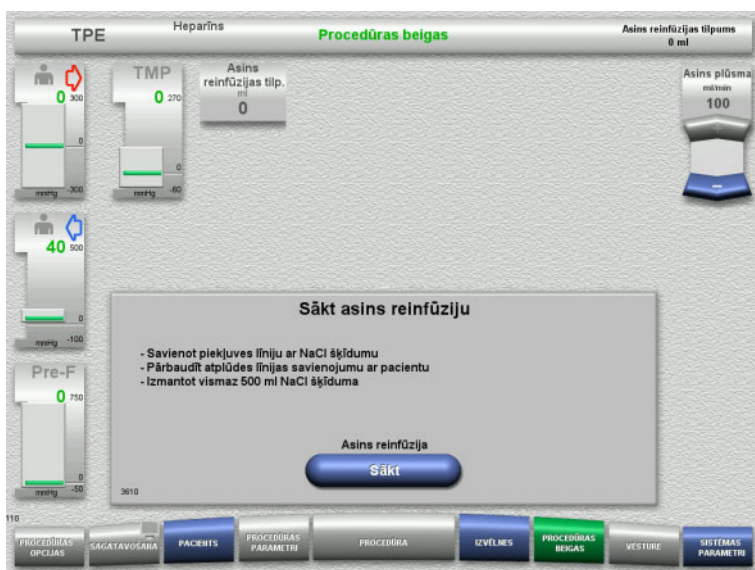 TPE
Heparīns
Procedūras beigas
Asins reinfūzijas tilpums
0 ml
0 300
0
mmHg -300
TMP
0 270
0
mmHg -60
Asins
reinfūzijas tilp.
ml
0
Asins plūsma
ml/min
100
+
-
40 500
0
mmHg -100
Pre-F
0 750
0
mmHg -50
Sākt asins reinfūziju
- Savienot piekļuves līniju ar NaCl šķīdumu
- Pārbaudīt atplūdes līnijas savienojumu ar pacientu
- Izmantot vismaz 500 ml NaCl šķīduma
Asins reinfūzija
Sākt
3610
110
PROCEDŪRAS
OPCIJAS
SAGATAVOŠANA
PACIENTS
PROCEDŪRAS
PARAMETRI
PROCEDŪRA
IZVĒLNES
PROCEDŪRAS
BEIGAS
VĒSTURE
SISTĒMAS
PARAMETRI